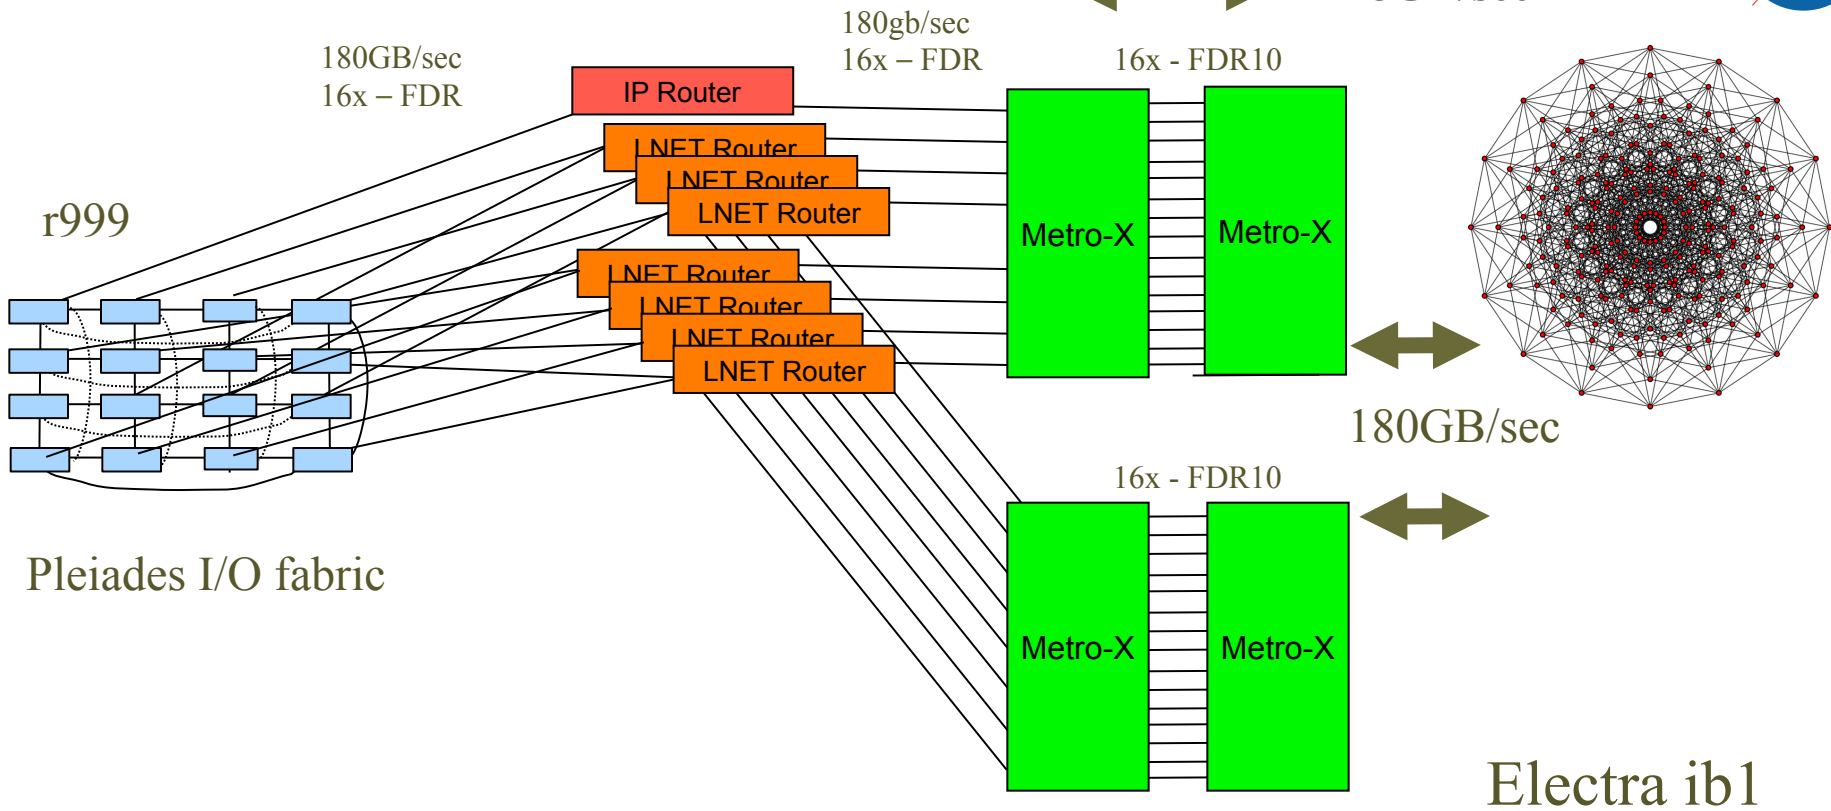 180GB/sec
16x – FDR
180gb/sec
16x – FDR
16x - FDR10
IP Router
LNET Router
LNET Router
LNET Router
r999
LNET Router
LNET Router
LNET Router
LNET Router
Metro-X
Metro-X
180GB/sec
16x - FDR10
Pleiades I/O fabric
Metro-X
Metro-X
Electra ib1